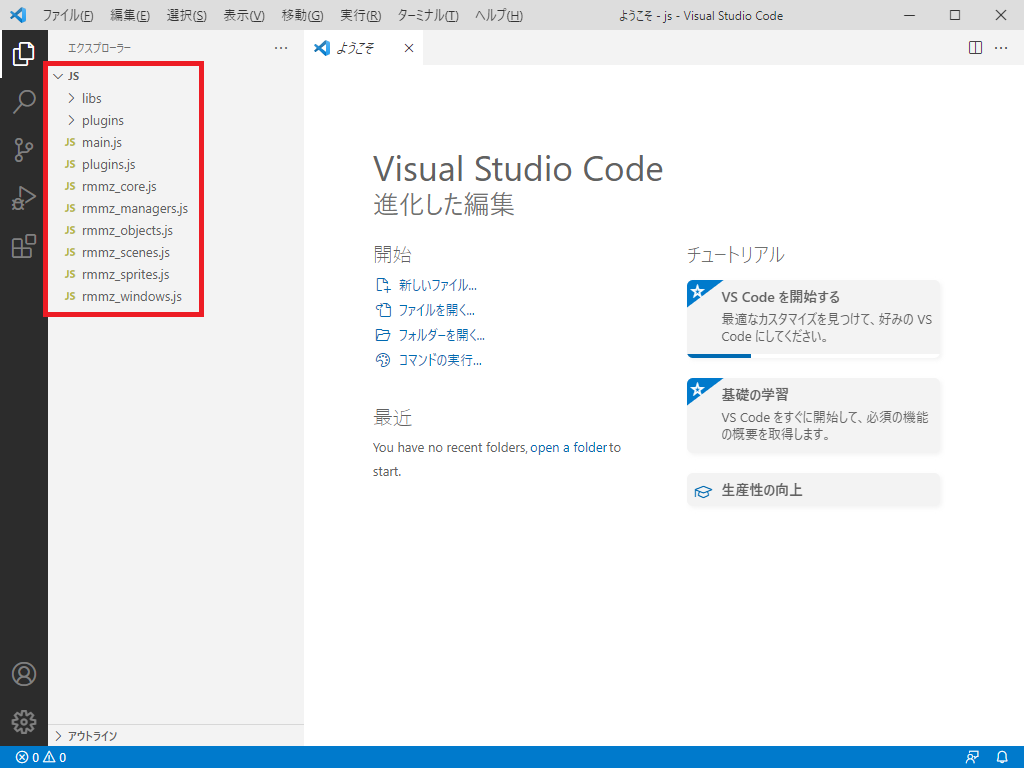 ファイル(F) 編集(E) 選択(S) 表示(V) 移動(G) 実行(R) ターミナル(T) ヘルプ(H) ようこそ - js - Visual Studio Code
エクスプローラー
JS
libs
plugins
JS main.js
JS plugins.js
JS rmmz_core.js
JS rmmz_managers.js
JS rmmz_objects.js
JS rmmz_scenes.js
JS rmmz_sprites.js
JS rmmz_windows.js
アウトライン
ようこそ
Visual Studio Code
進化した編集
開始
新しいファイル...
ファイルを開く...
フォルダーを開く...
コマンドの実行...
最近
You have no recent folders, open a folder to
start.
チュートリアル
VS Code を開始する
最適なカスタマイズを見つけて、好みの VS
Code にしてください。
基礎の学習
VS Code をすぐに開始して、必須の機能
の概要を取得します。
生産性の向上
0 0